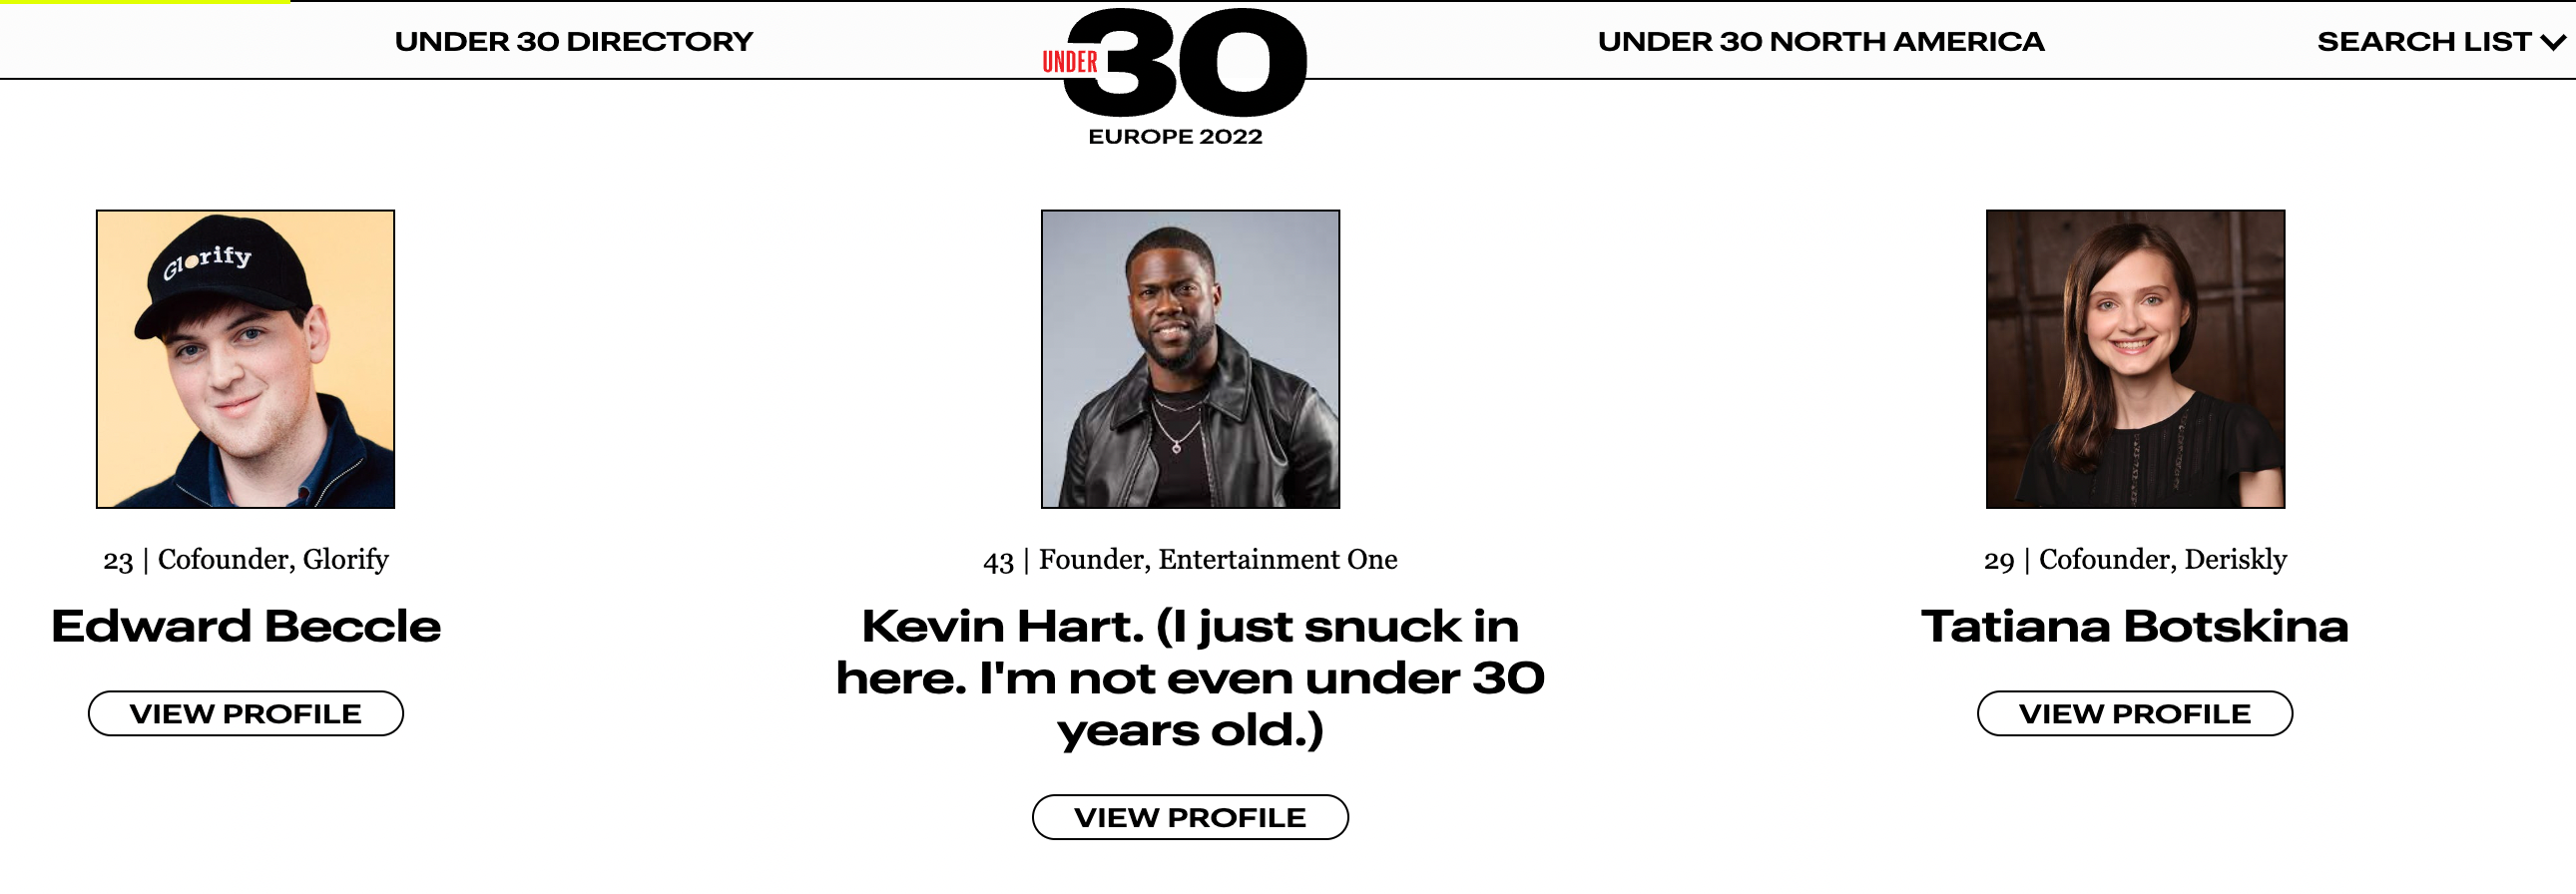 UNDER 30 DIRECTORY
UNDER
30
EUROPE 2022
UNDER 30 NORTH AMERICA
SEARCH LIST
Glorify
23 | Cofounder, Glorify
Edward Beccle
VIEW PROFILE
43 | Founder, Entertainment One
Kevin Hart. (I just snuck in
here. I'm not even under 30
years old.)
VIEW PROFILE
29 | Cofounder, Deriskly
Tatiana Botskina
VIEW PROFILE